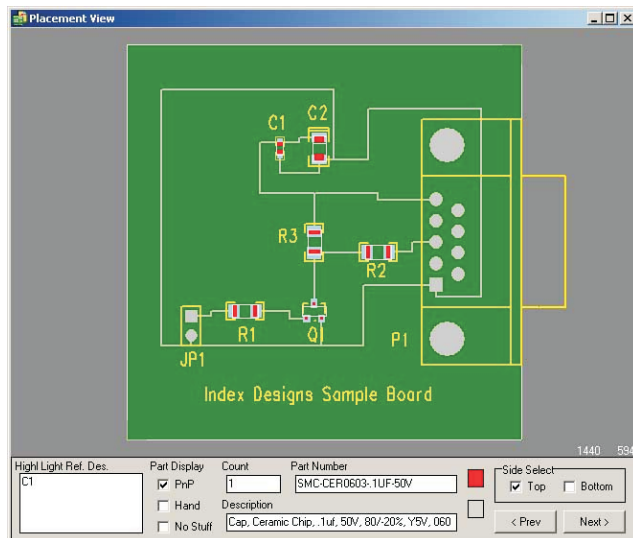 Placement View
C2
C1
R3
R2
R1
Q1
P1
JP1
Index Designs Sample Board
1440 594
High Light Ref. Des.
Part Display
Count
Part Number
C1
PnP
1
SMC-CER0603-.1UF-50V
Side Select
Top
Bottom
Hand
Description
No Stuff
Cap, Ceramic Chip, .1uf, 50V, 80/-20%, Y5V, 060
< Prev
Next >